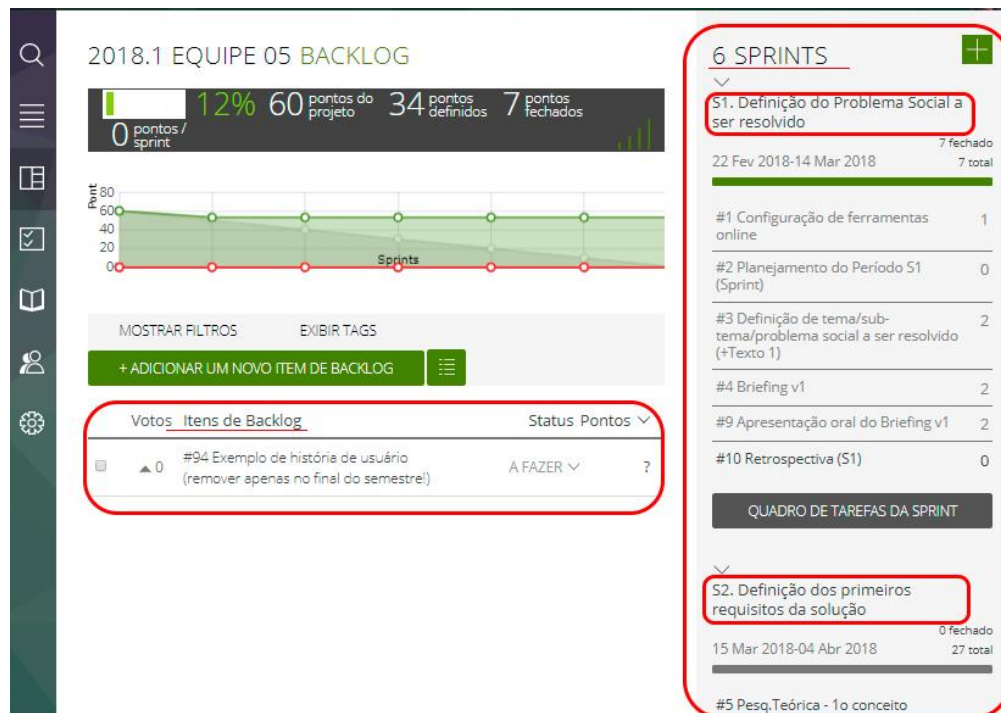 2018.1 EQUIPE 05 BACKLOG
12% 60 pontos do projeto 34 pontos definidos 7 pontos fechados
0 pontos / sprint
Pont
80
60
40
20
0
Sprints
MOSTRAR FILTROS EXIBIR TAGS
+ ADICIONAR UM NOVO ITEM DE BACKLOG
Votos Itens de Backlog Status Pontos
0 #94 Exemplo de história de usuário A FAZER ?
(remover apenas no final do semestre!)
6 SPRINTS
S1. Definição do Problema Social a
ser resolvido
7 fechado
22 Fev 2018-14 Mar 2018 7 total
#1 Configuração de ferramentas 1
online
#2 Planejamento do Período S1 0
(Sprint)
#3 Definição de tema/sub- 2
tema/problema social a ser resolvido
(+Texto 1)
#4 Briefing v1 2
#9 Apresentação oral do Briefing v1 2
#10 Retrospectiva (S1) 0
QUADRO DE TAREFAS DA SPRINT
S2. Definição dos primeiros
requisitos da solução
0 fechado
15 Mar 2018-04 Abr 2018 27 total
#5 Pesq.Teórica - 1o conceito